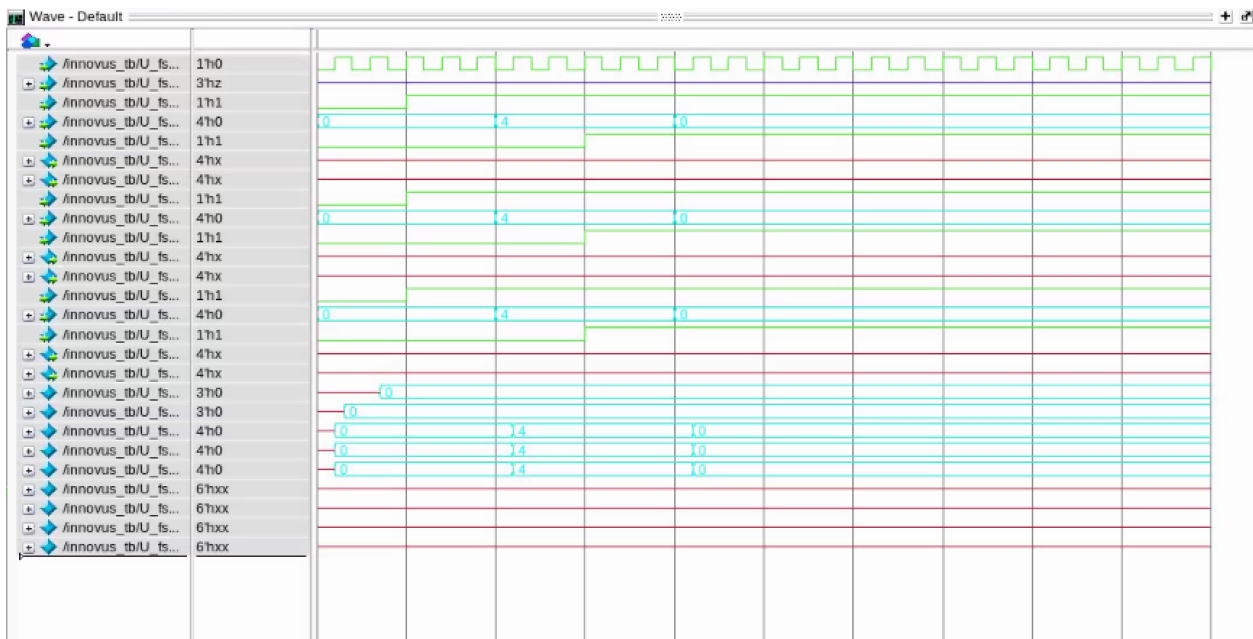 Wave - Default
/innovus_tb/U_fs... 1'h0
/innovus_tb/U_fs... 3'hz
/innovus_tb/U_fs... 1'h1
/innovus_tb/U_fs... 4'h0 0 4 0
/innovus_tb/U_fs... 1'h1
/innovus_tb/U_fs... 4'hx
/innovus_tb/U_fs... 4'hx
/innovus_tb/U_fs... 1'h1
/innovus_tb/U_fs... 4'h0 0 4 0
/innovus_tb/U_fs... 1'h1
/innovus_tb/U_fs... 4'hx
/innovus_tb/U_fs... 4'hx
/innovus_tb/U_fs... 1'h1
/innovus_tb/U_fs... 4'h0 0 4 0
/innovus_tb/U_fs... 1'h1
/innovus_tb/U_fs... 4'hx
/innovus_tb/U_fs... 4'hx
/innovus_tb/U_fs... 3'h0 0
/innovus_tb/U_fs... 3'h0 0
/innovus_tb/U_fs... 4'h0 0 4 0
/innovus_tb/U_fs... 4'h0 0 4 0
/innovus_tb/U_fs... 4'h0 0 4 0
/innovus_tb/U_fs... 6'hxx
/innovus_tb/U_fs... 6'hxx
/innovus_tb/U_fs... 6'hxx
/innovus_tb/U_fs... 6'hxx